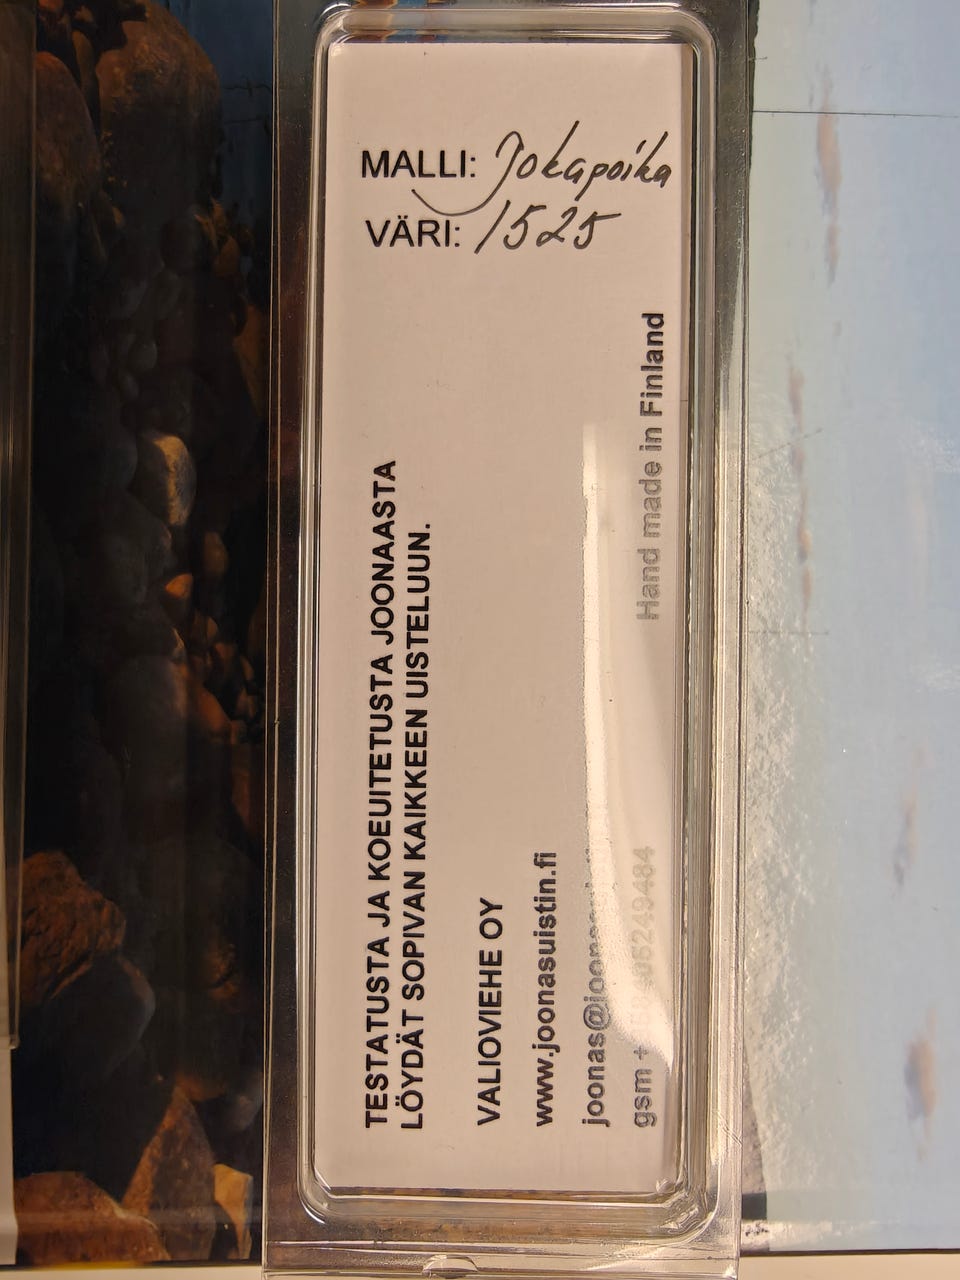 MALLI: Jokapoika
VÄRI: 1525
TESTATUSTA JA KOEUITETUSTA JOONAASTA
LÖYDÄT SOPIVAN KAIKKEEN UISTELUUN.
VALIOVIEHE OY
www.joonasuistin.fi
gsm
Hand made in Finland